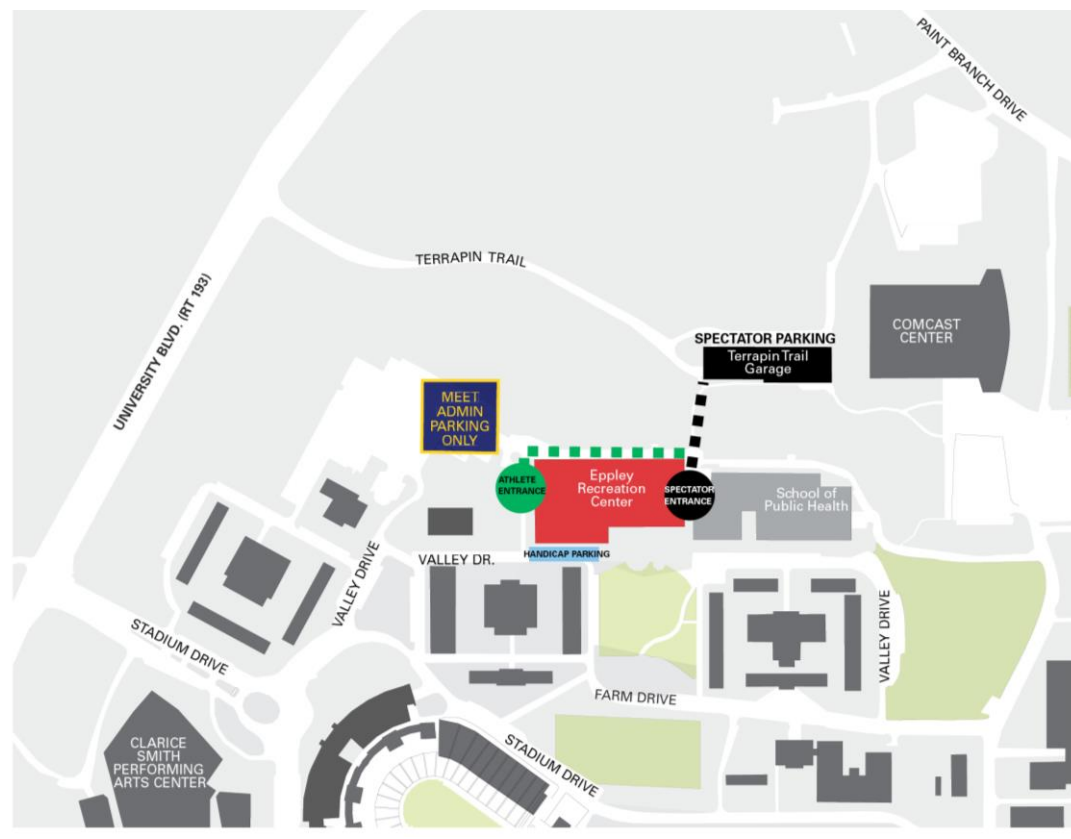 PAINT BRANCH DRIVE
TERRAPIN TRAIL
UNIVERSITY BLVD. (RT 193)
COMCAST
CENTER
SPECTATOR PARKING
Terrapin Trail
Garage
MEET
ADMIN
PARKING
ONLY
ATHLETE
ENTRANCE
Eppley
Recreation
Center
SPECTATOR
ENTRANCE
School of
Public Health
HANDICAP PARKING
VALLEY DR.
VALLEY DRIVE
VALLEY DRIVE
STADIUM DRIVE
FARM DRIVE
STADIUM DRIVE
CLARICE
SMITH
PERFORMING
ARTS CENTER